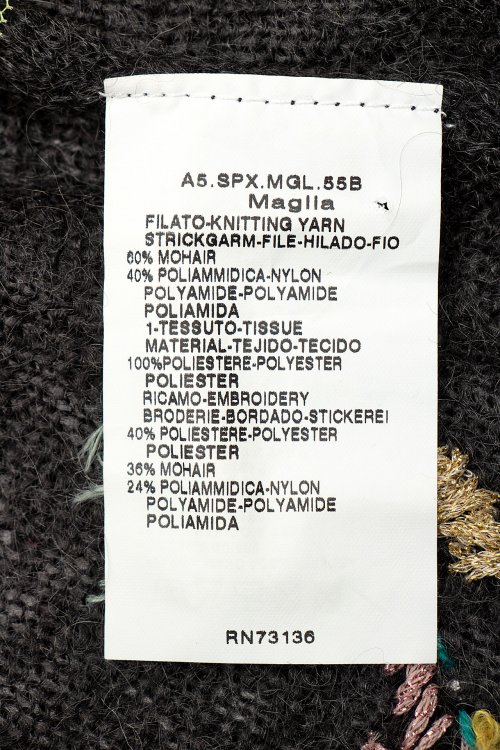 A5.SPX.MGL.55B
Maglia
FILATO-KNITTING YARN
STRICKGARM-FILE-HILADO-FIO
60% MOHAIR
40% POLIAMMIDICA-NYLON
POLYAMIDE-POLYAMIDE
POLIAMIDA
1-TESSUTO-TISSUE
MATERIAL-TEJIDO-TECIDO
100%POLIESTERE-POLYESTER
POLIESTER
RICAMO-EMBROIDERY
BRODERIE-BORDADO-STICKEREI
40% POLIESTERE-POLYESTER
POLIESTER
36% MOHAIR
24% POLIAMMIDICA-NYLON
POLYAMIDE-POLYAMIDE
POLIAMIDA
RN73136